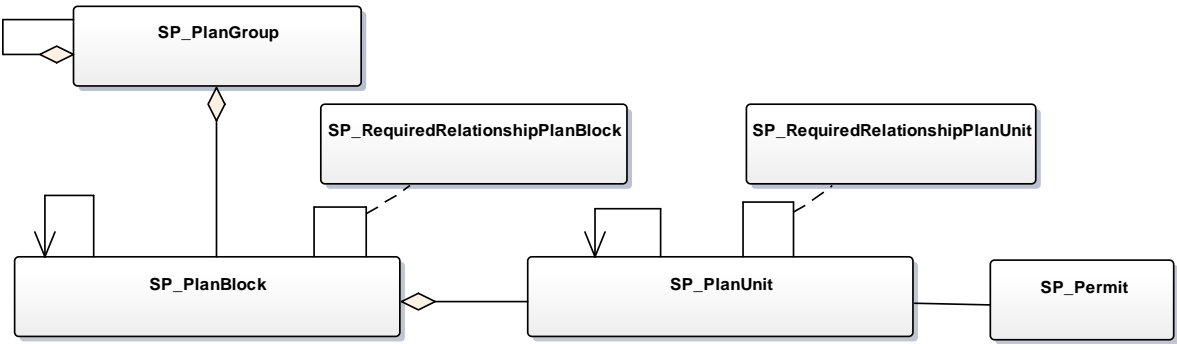 SP_PlanGroup
SP_RequiredRelationshipPlanBlock
SP_RequiredRelationshipPlanUnit
SP_PlanBlock
SP_PlanUnit
SP_Permit